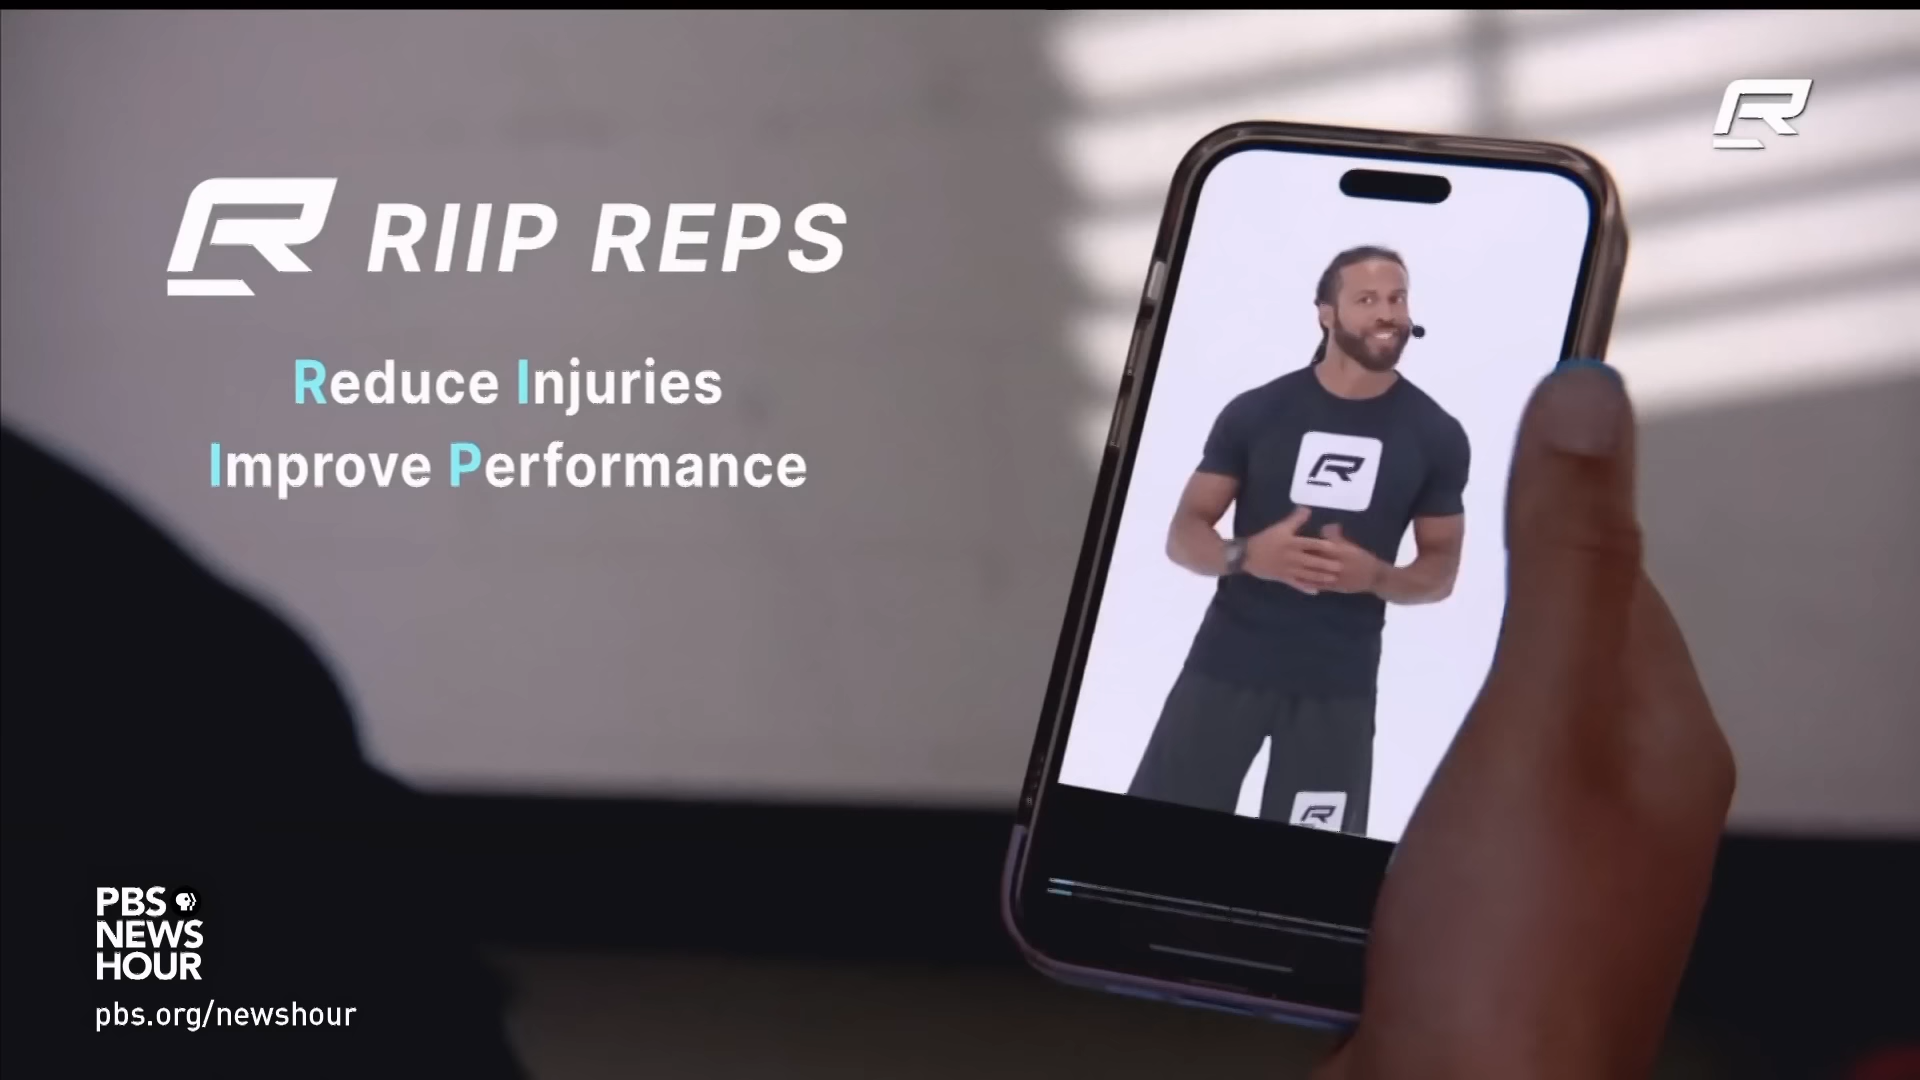 RIIP REPS
Reduce Injuries
Improve Performance
PBS
NEWS
HOUR
pbs.org/newshour